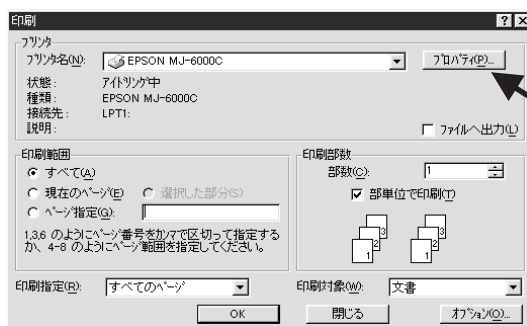 印刷
プリンタ
プリンタ名(N): EPSON MJ-6000C プロパティ(P)...
状態: アイドリング中
種類: EPSON MJ-6000C
接続先: LPT1:
説明: ファイルへ出力(L)
印刷範囲
すべて(A)
現在のページ(E) 選択した部分(S)
ページ指定(G):
1,3,6 のようにページ番号をカンマで区切って指定する
か、4-8 のようにページ範囲を指定してください。
印刷部数
部数(C): 1
部単位で印刷(T)
1 2 3 1 2 3
印刷指定(R): すべてのページ 印刷対象(W): 文書
OK 閉じる オプション(O)...